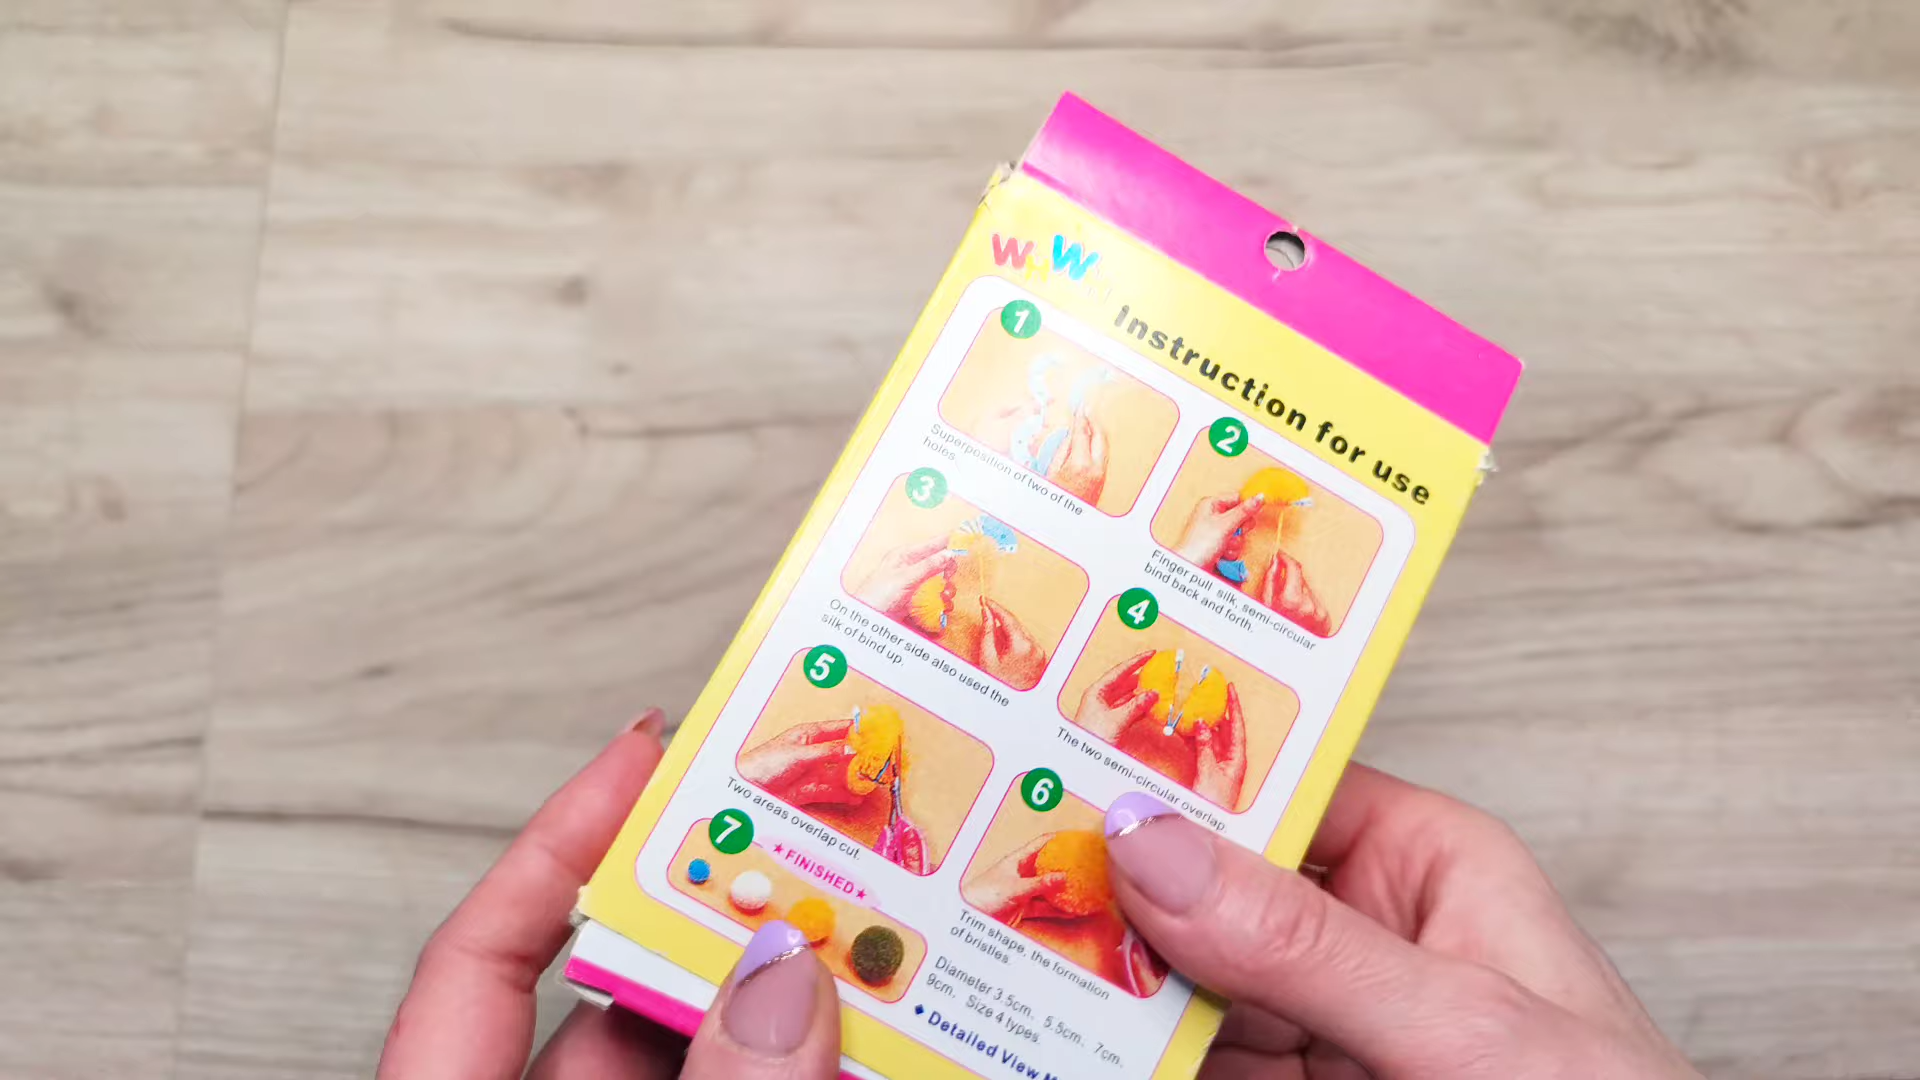 Instruction for use
1
Superposition of two of the
holes
2
Finger pull silk, semi-circular
bind back and forth.
3
On the other side also used the
silk of bind up.
4
The two semi-circular overlap.
5
Two areas overlap cut.
6
Trim shape, the formation
of bristles.
7
★FINISHED★
Diameter 3.5cm、5.5cm、7cm、
9cm, Size 4 types.
◆ Detailed View